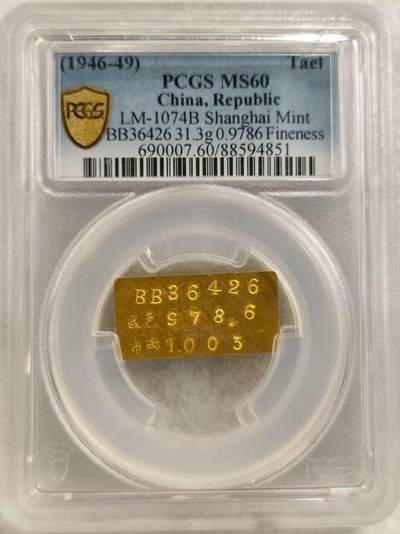 (1946-49) Tael
PCGS MS60
China, Republic
LM-1074B Shanghai Mint
BB36426 31.3g 0.9786 Fineness
690007.60/88594851
PCGS
BB36426
成色 978.6
市兩 1.003